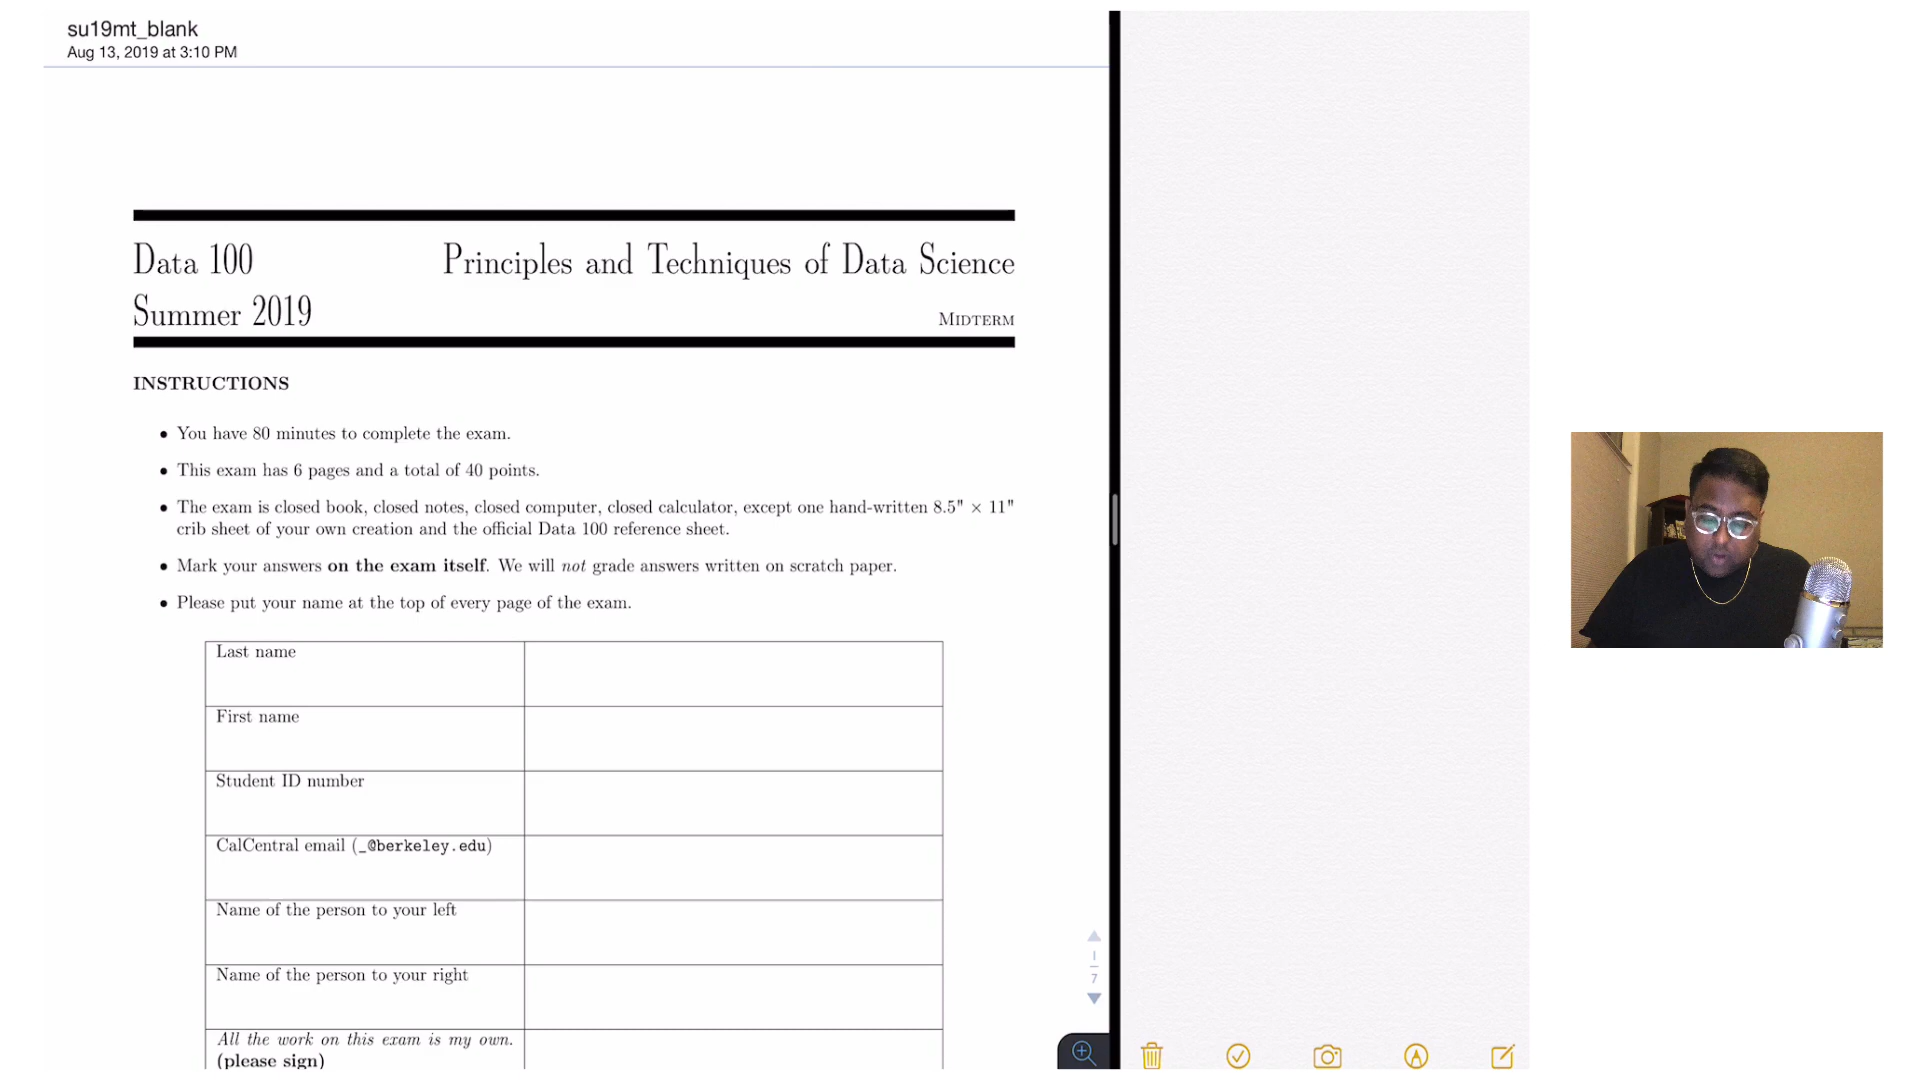 su19mt_blank
Aug 13, 2019 at 3:10 PM
Data 100 Principles and Techniques of Data Science
Summer 2019 MIDTERM
INSTRUCTIONS
• You have 80 minutes to complete the exam.
• This exam has 6 pages and a total of 40 points.
• The exam is closed book, closed notes, closed computer, closed calculator, except one hand-written 8.5" × 11"
crib sheet of your own creation and the official Data 100 reference sheet.
• Mark your answers on the exam itself. We will not grade answers written on scratch paper.
• Please put your name at the top of every page of the exam.
Last name
First name
Student ID number
CalCentral email (_@berkeley.edu)
Name of the person to your left
Name of the person to your right
All the work on this exam is my own.
(please sign)
1
7